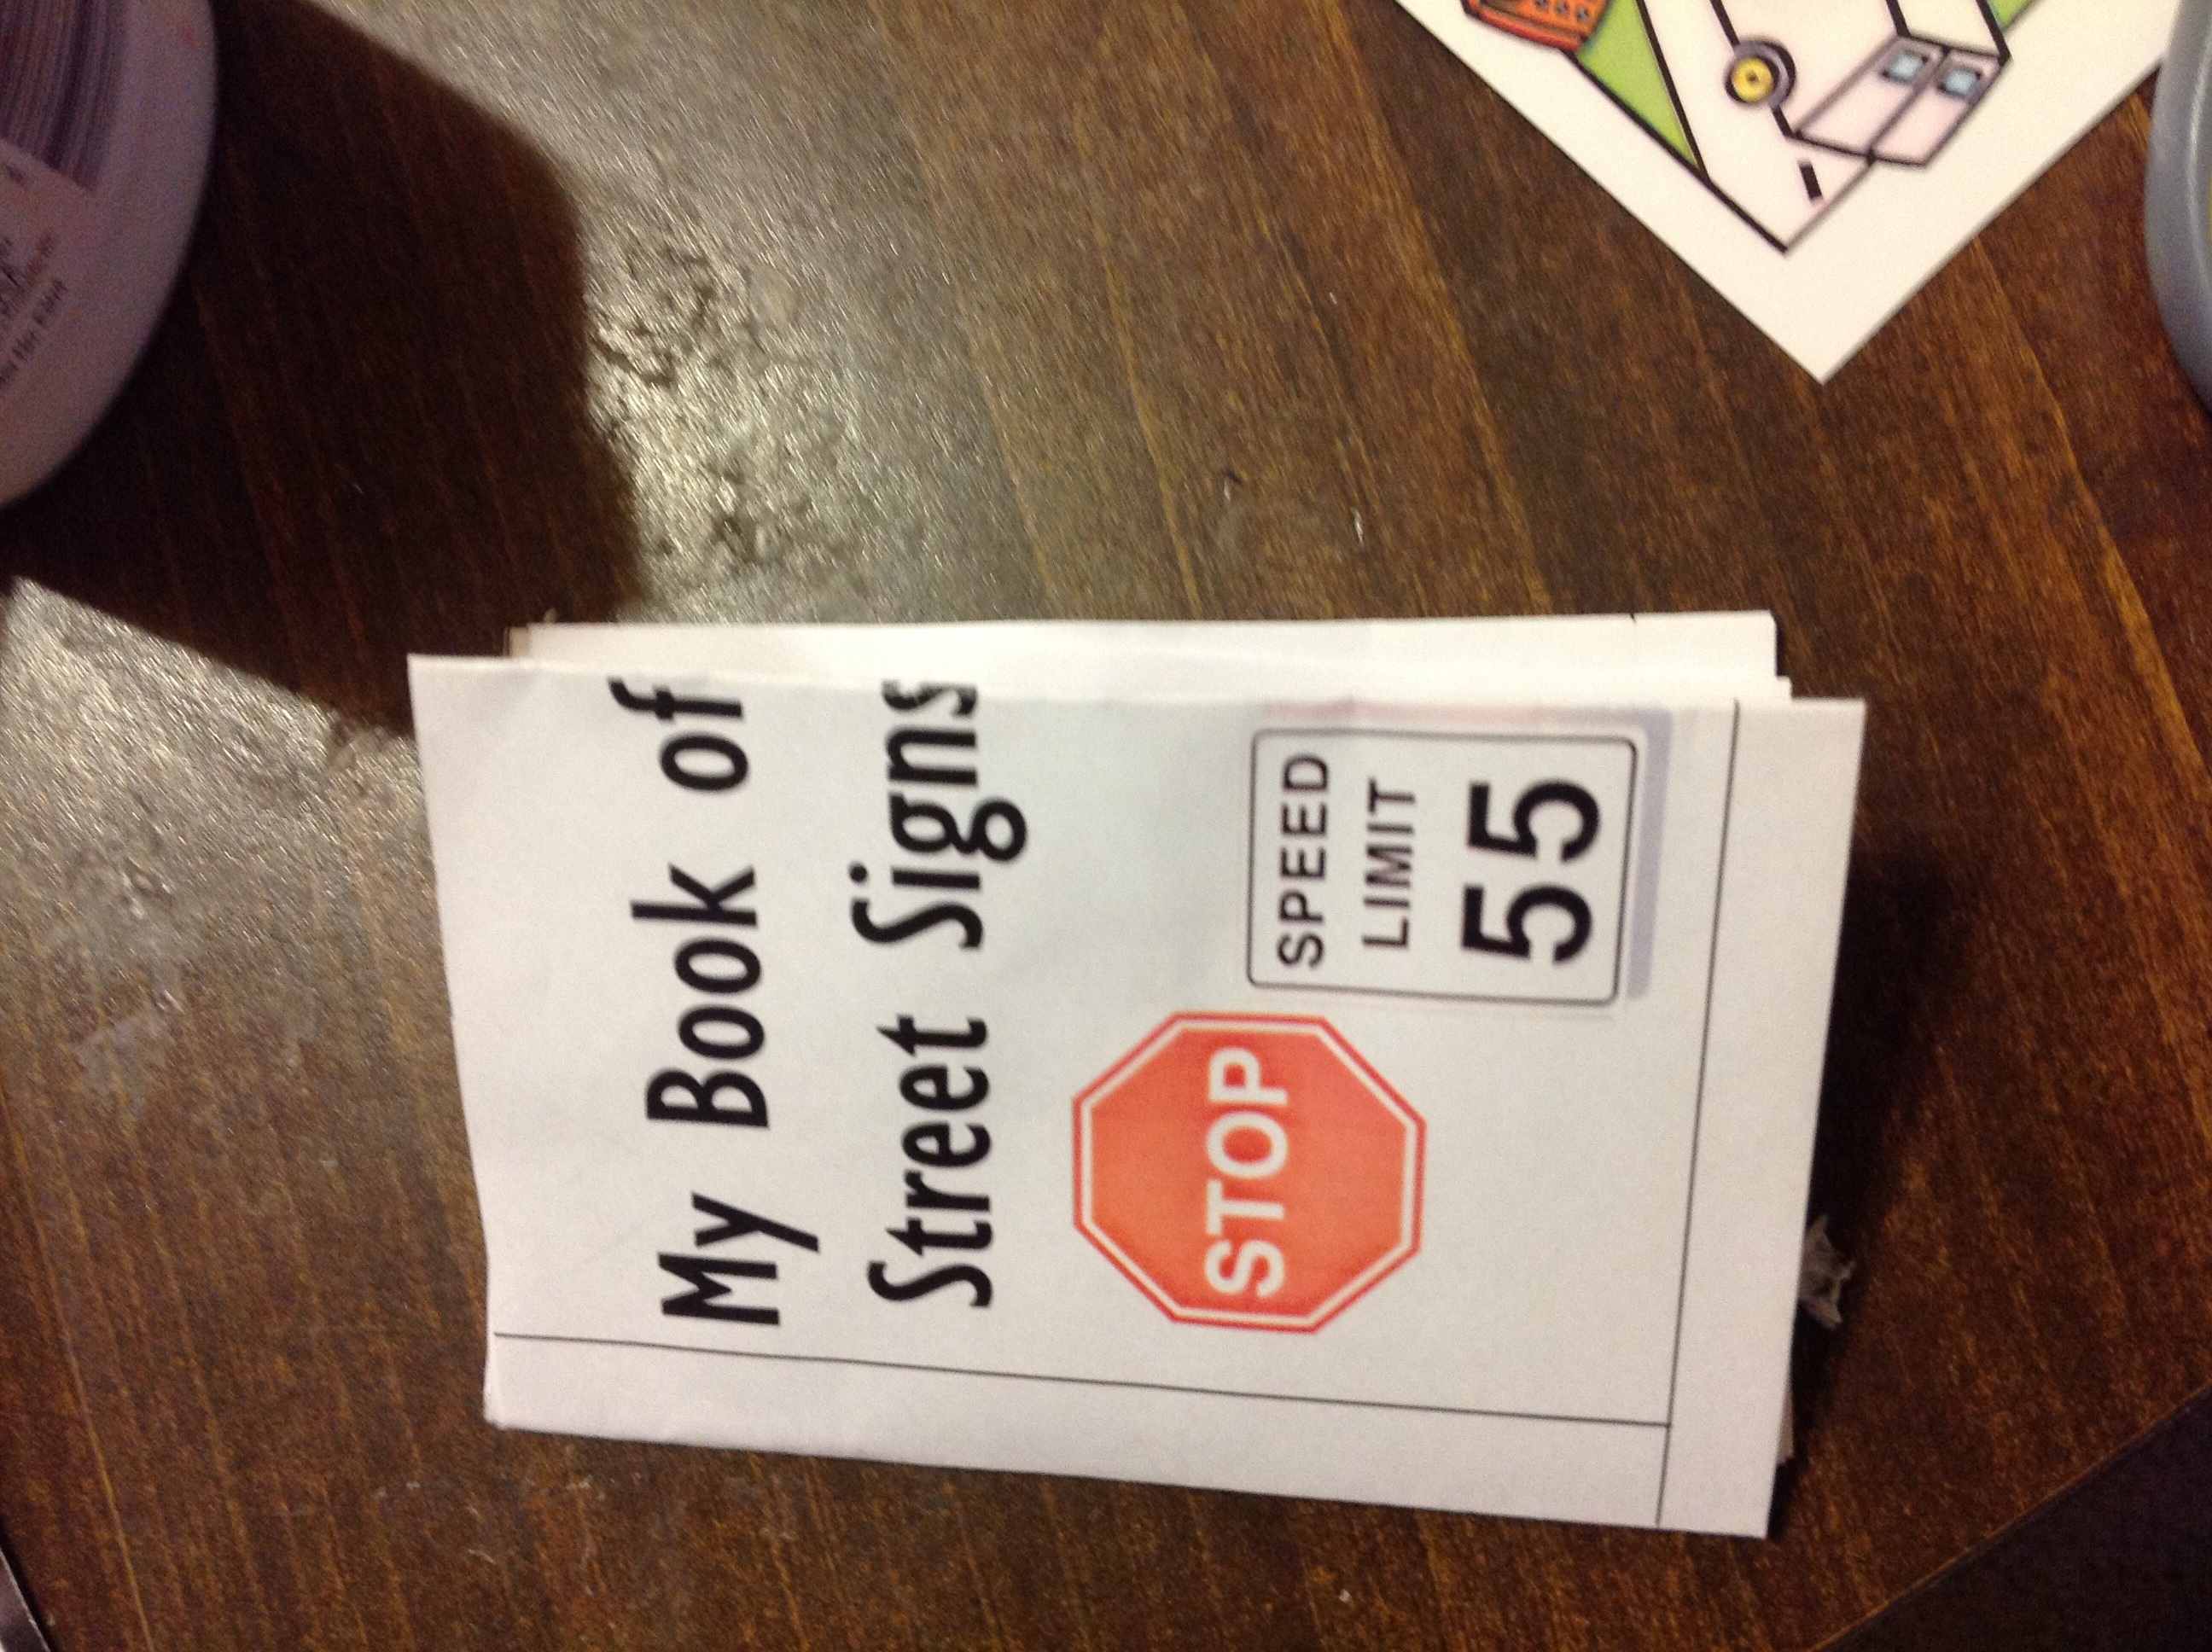 My Book of
Street Signs
STOP
SPEED
LIMIT
55